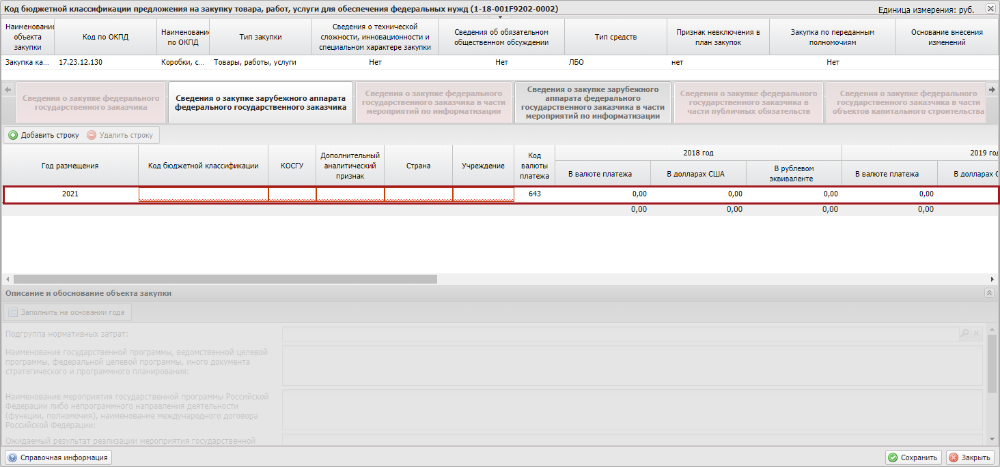 Код бюджетной классификации предложения на закупку товара, работ, услуги для обеспечения федеральных нужд (1-18-001F9202-0002)
Единица измерения: руб.
Наименование объекта закупки
Код по ОКПД
Наименование по ОКПД
Тип закупки
Сведения о технической сложности, инновационности и специальном характере закупки
Сведения об обязательном общественном обсуждении
Тип средств
Признак невключения в план закупок
Закупка по переданным полномочиям
Основание внесения изменений
Закупка ка... 17.23.12.130 Коробки, с... Товары, работы, услуги Нет Нет ЛБО нет Нет
Сведения о закупке федерального
государственного заказчика
Сведения о закупке зарубежного аппарата
федерального государственного заказчика
Сведения о закупке федерального
государственного заказчика в части
мероприятий по информатизации
Сведения о закупке зарубежного
аппарата федерального
государственного заказчика в части
мероприятий по информатизации
Сведения о закупке федерального
государственного заказчика в
части публичных обязательств
Сведения о закупке федерального
государственного заказчика в части
объектов капитального строительства
Добавить строку Удалить строку
Год размещения
Код бюджетной классификации
КОСГУ
Дополнительный
аналитический
признак
Страна
Учреждение
Код
валюты
платежа
2018 год
В валюте платежа
В долларах США
В рублевом
эквиваленте
2019 год
В валюте платежа
В долларах С
2021 643 0,00 0,00 0,00 0,00
0,00 0,00 0,00 0,00
Описание и обоснование объекта закупки
Заполнить на основании года
Подгруппа нормативных затрат:
Наименование государственной программы, ведомственной целевой
программы, федеральной целевой программы, иного документа
стратегического и программного планирования:
Наименование мероприятия государственной программы Российской
Федерации либо непрограммного направления деятельности
(функции, полномочия), наименование международного договора
Российской Федерации:
Ожидаемый результат реализации мероприятия государственной
Справочная информация
Сохранить
Закрыть